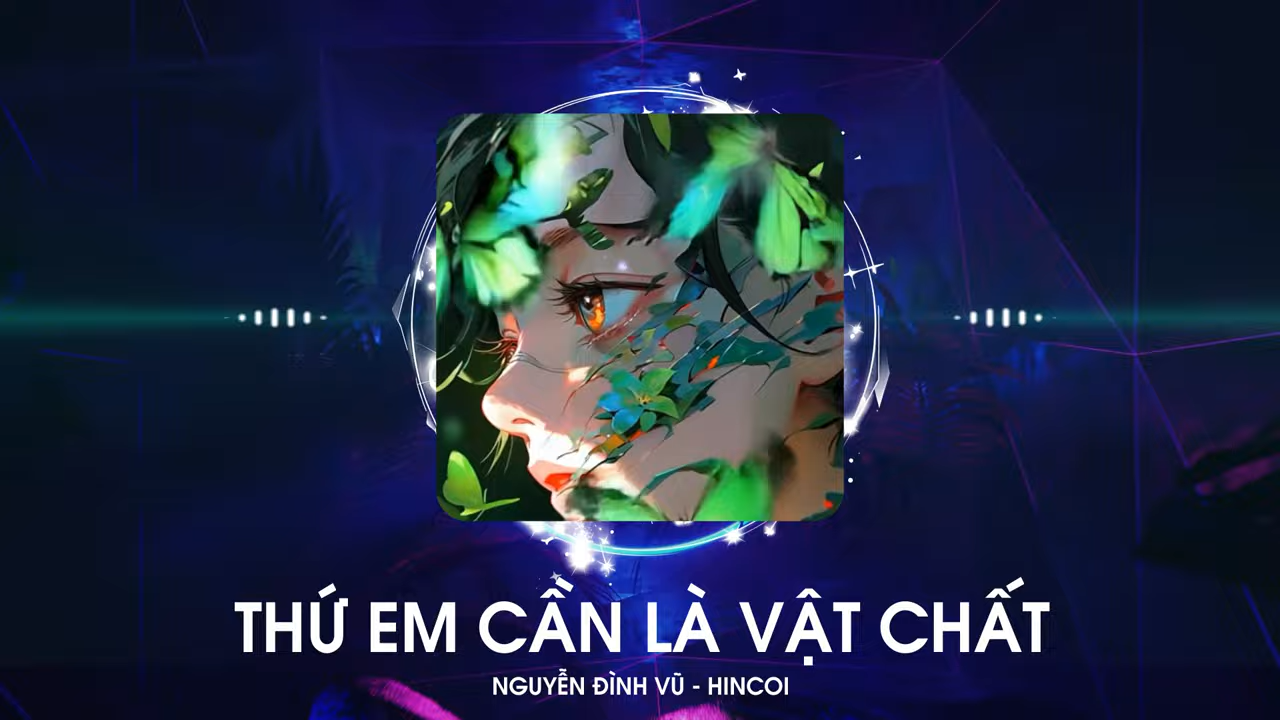 THỨ EM CẦN LÀ VẬT CHẤT
NGUYỄN ĐÌNH VŨ - HINCOI